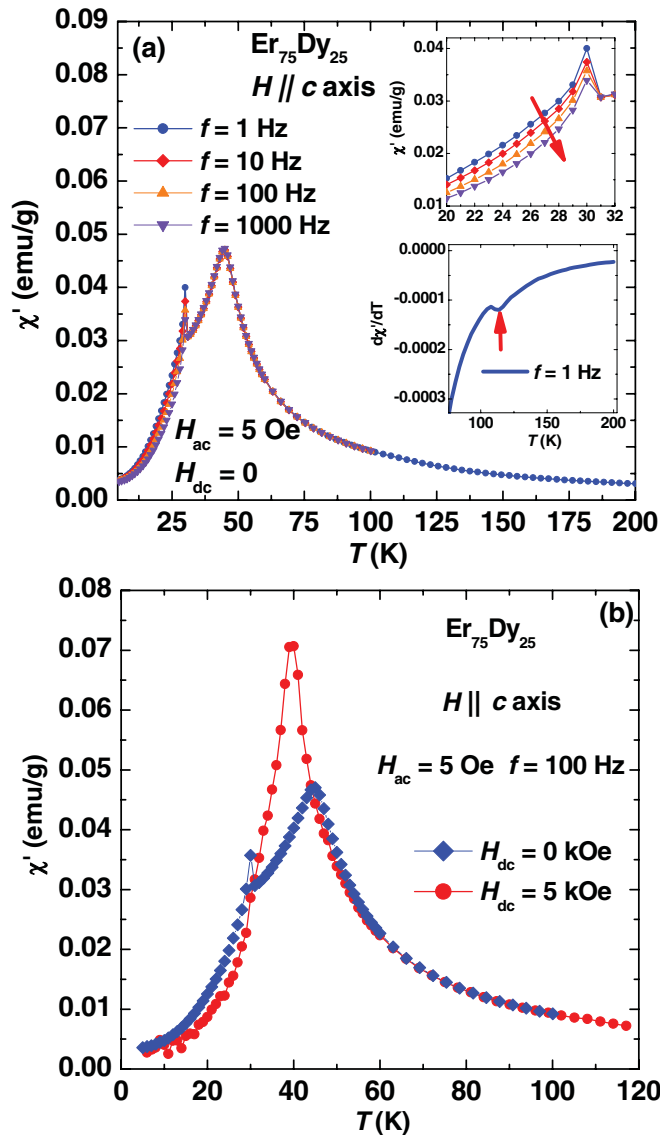 (a)
Er75Dy25
H || c axis
f = 1 Hz
f = 10 Hz
f = 100 Hz
f = 1000 Hz
Hac = 5 Oe
Hdc = 0
χ' (emu/g)
0.09
0.08
0.07
0.06
0.05
0.04
0.03
0.02
0.01
0.00
25 50 75 100 125 150 175 200
T (K)
χ' (emu/g)
0.04
0.03
0.02
0.01
20 22 24 26 28 30 32
dχ'/dT
0.0000
-0.0001
-0.0002
-0.0003
f = 1 Hz
100 150 200
T (K)
(b)
Er75Dy25
H || c axis
Hac = 5 Oe f = 100 Hz
Hdc = 0 kOe
Hdc = 5 kOe
χ' (emu/g)
0.08
0.07
0.06
0.05
0.04
0.03
0.02
0.01
0.00
0 20 40 60 80 100 120
T (K)